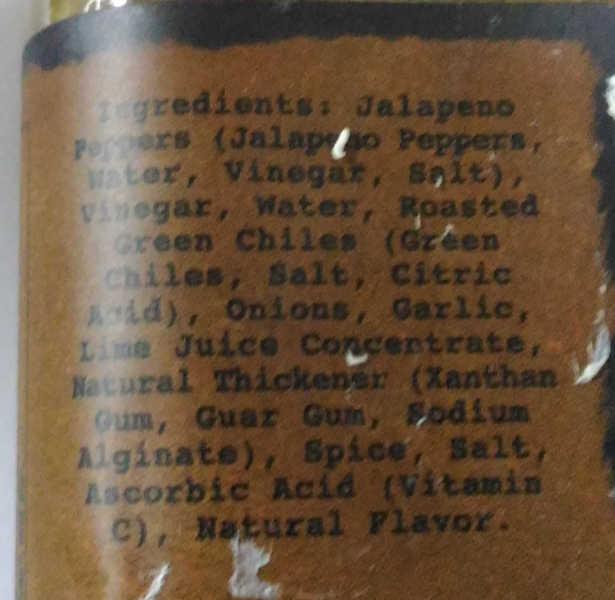 Ingredients: Jalapeno
Peppers (Jalapeno Peppers,
Water, Vinegar, Salt),
Vinegar, Water, Roasted
Green Chiles (Green
Chiles, Salt, Citric
Acid), Onions, Garlic,
Lime Juice Concentrate,
Natural Thickener (Xanthan
Gum, Guar Gum, Sodium
Alginate), Spice, Salt,
Ascorbic Acid (Vitamin
C), Natural Flavor.